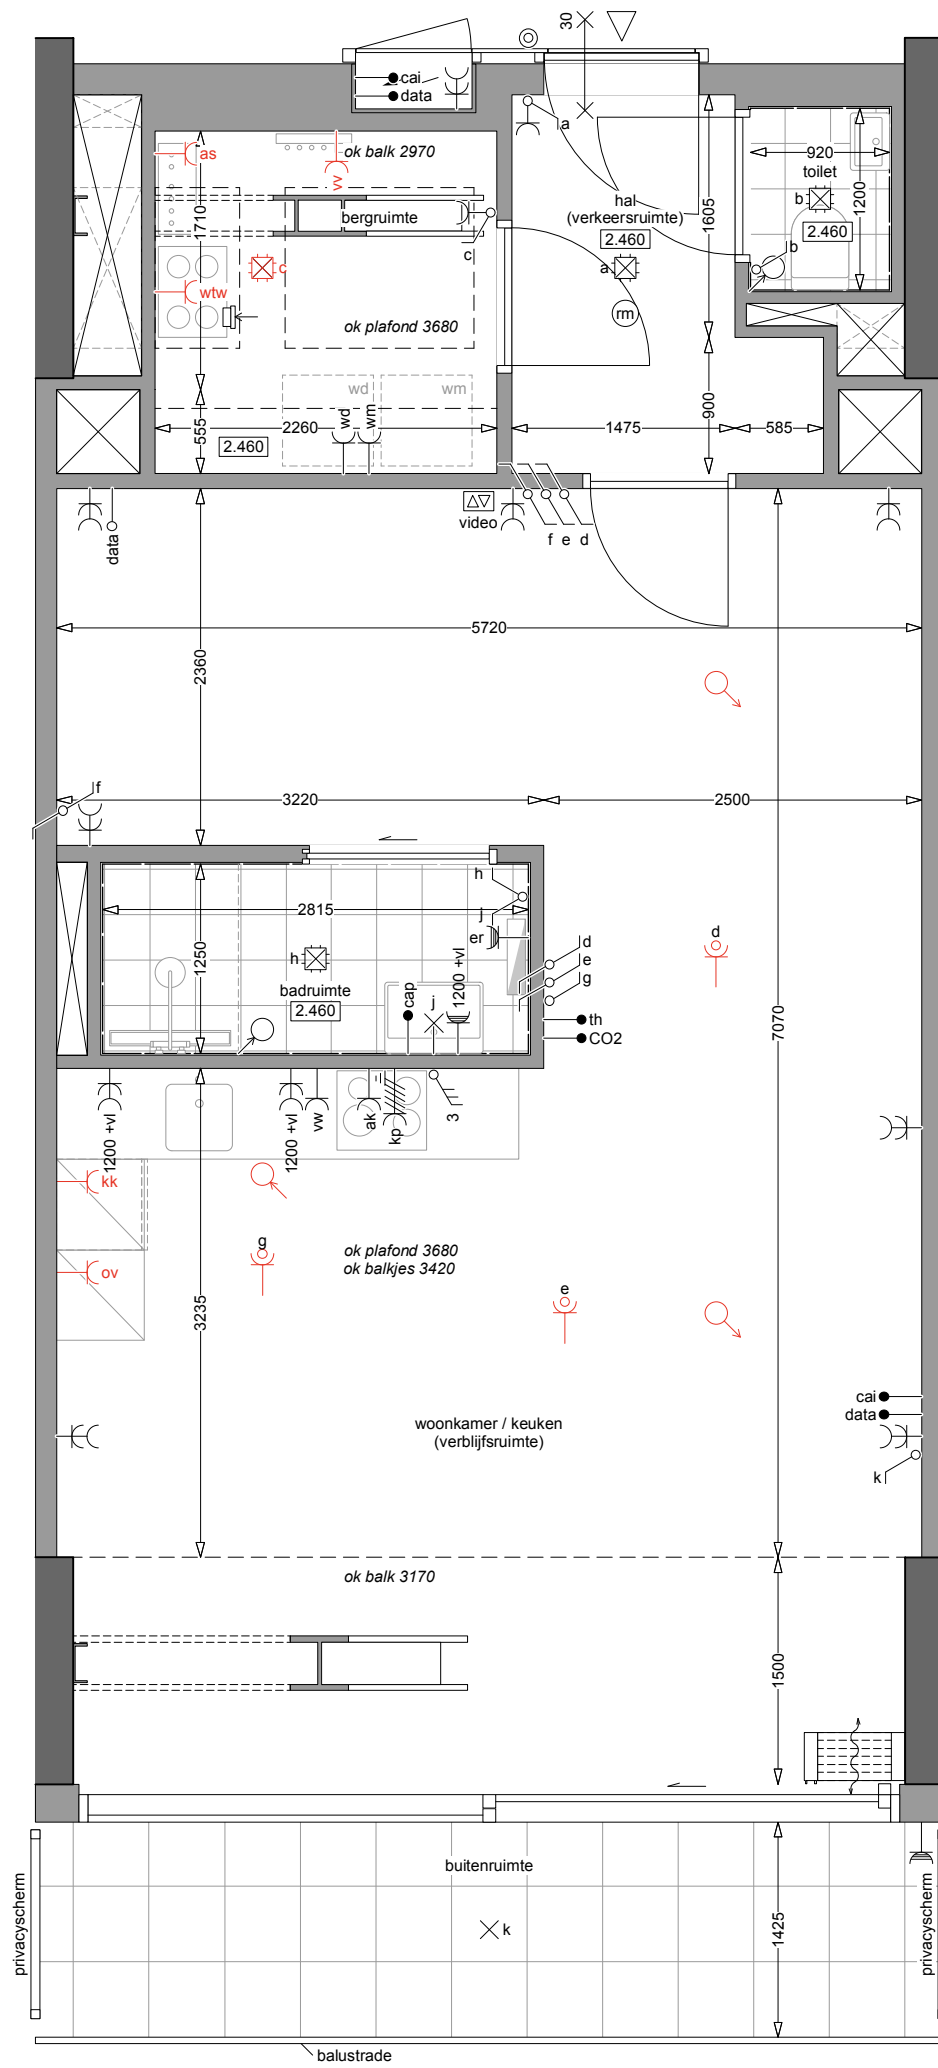 30
cai
data
a
as
vv
ok balk 2970
920
toilet
b
1200
2.460
b
1710
bergruimte
hal
(verkeersruimte)
2.460
1605
c
c
a
wtw
rm
ok plafond 3680
wd
wm
900
555
2260
wd
wm
1475
585
2.460
video
f e d
data
5720
2360
f
3220
2500
h
2815
j
er
d
d
1250
h
1200 +vl
e
badruimte
cap
j
g
2.460
th
CO2
7070
1200 +vl
1200 +vl
vw
ak
kp
3
kk
g
ok plafond 3680
ok balkjes 3420
ov
e
3235
cai
data
woonkamer / keuken
(verblijfsruimte)
k
ok balk 3170
1500
buitenruimte
privacyscherm
k
1425
privacyscherm
balustrade